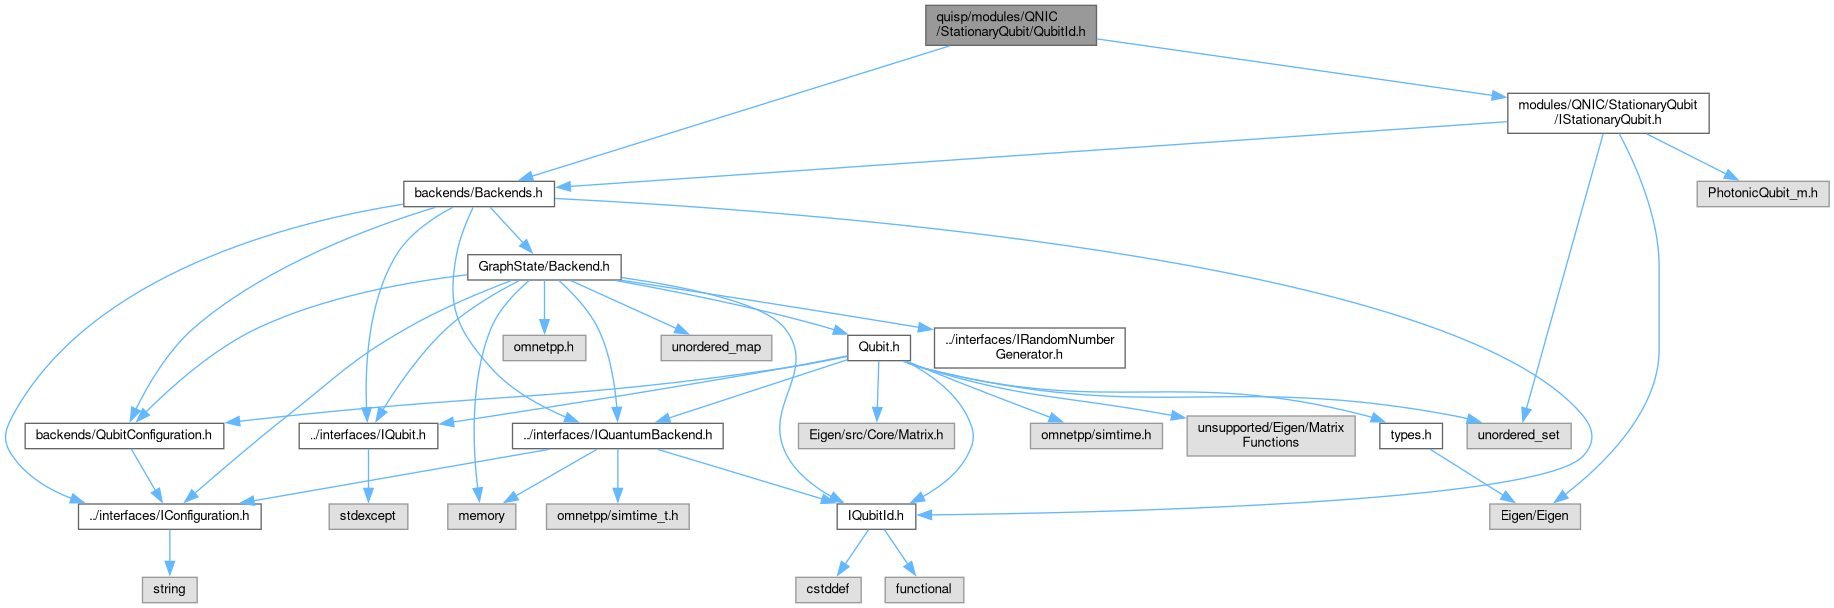 quisp/modules/QNIC
/StationaryQubit/QubitId.h
modules/QNIC/StationaryQubit
/IStationaryQubit.h
backends/Backends.h
PhotonicQubit_m.h
GraphState/Backend.h
omnetpp.h
unordered_map
Qubit.h
../interfaces/IRandomNumber
Generator.h
backends/QubitConfiguration.h
../interfaces/IQubit.h
../interfaces/IQuantumBackend.h
Eigen/src/Core/Matrix.h
omnetpp/simtime.h
unsupported/Eigen/Matrix
Functions
types.h
unordered_set
../interfaces/IConfiguration.h
stdexcept
memory
omnetpp/simtime_t.h
IQubitId.h
Eigen/Eigen
string
cstddef
functional